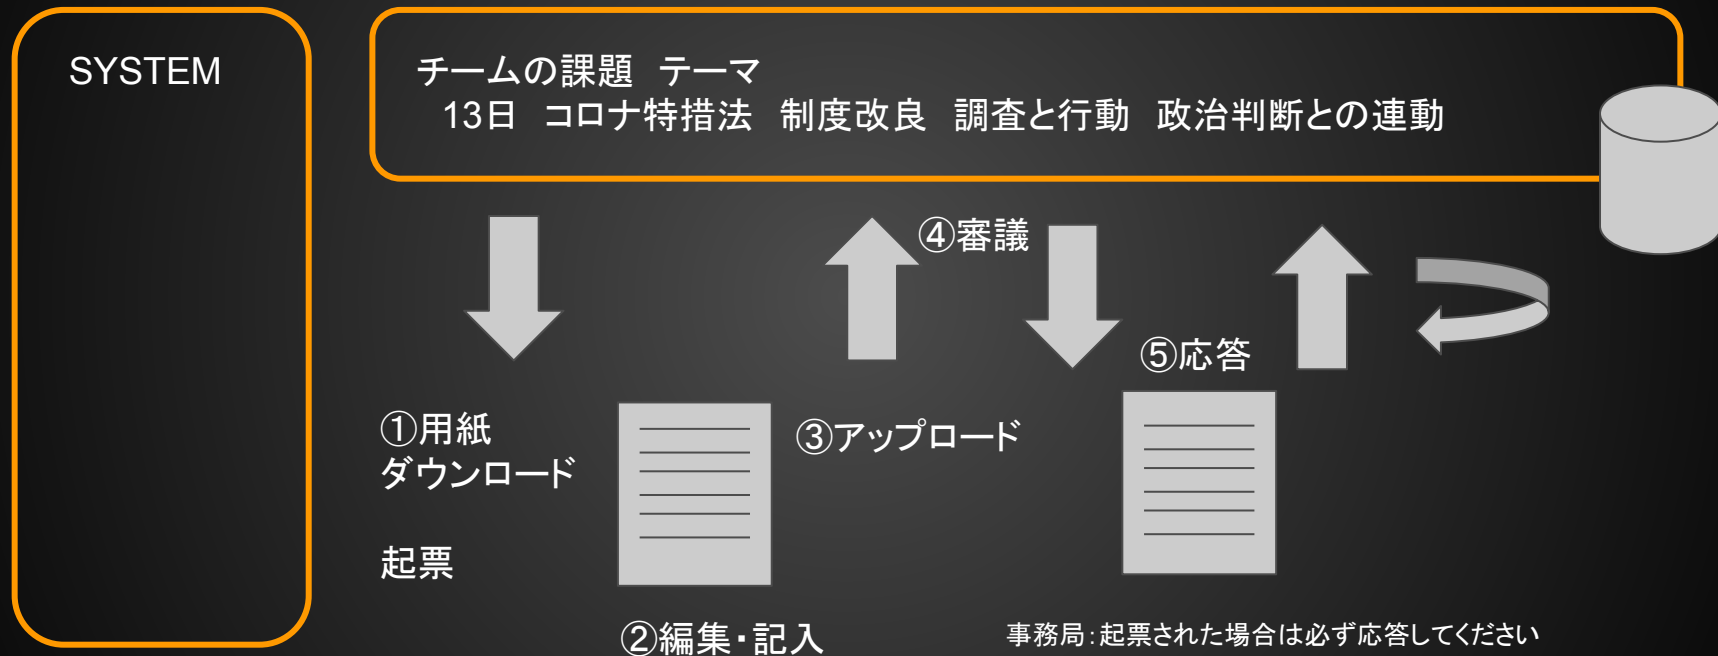 SYSTEM
チームの課題　テーマ
13日　コロナ特措法　制度改良　調査と行動　政治判断との連動
④審議
⑤応答
①用紙
ダウンロード
③アップロード
起票
②編集・記入
事務局：起票された場合は必ず応答してください